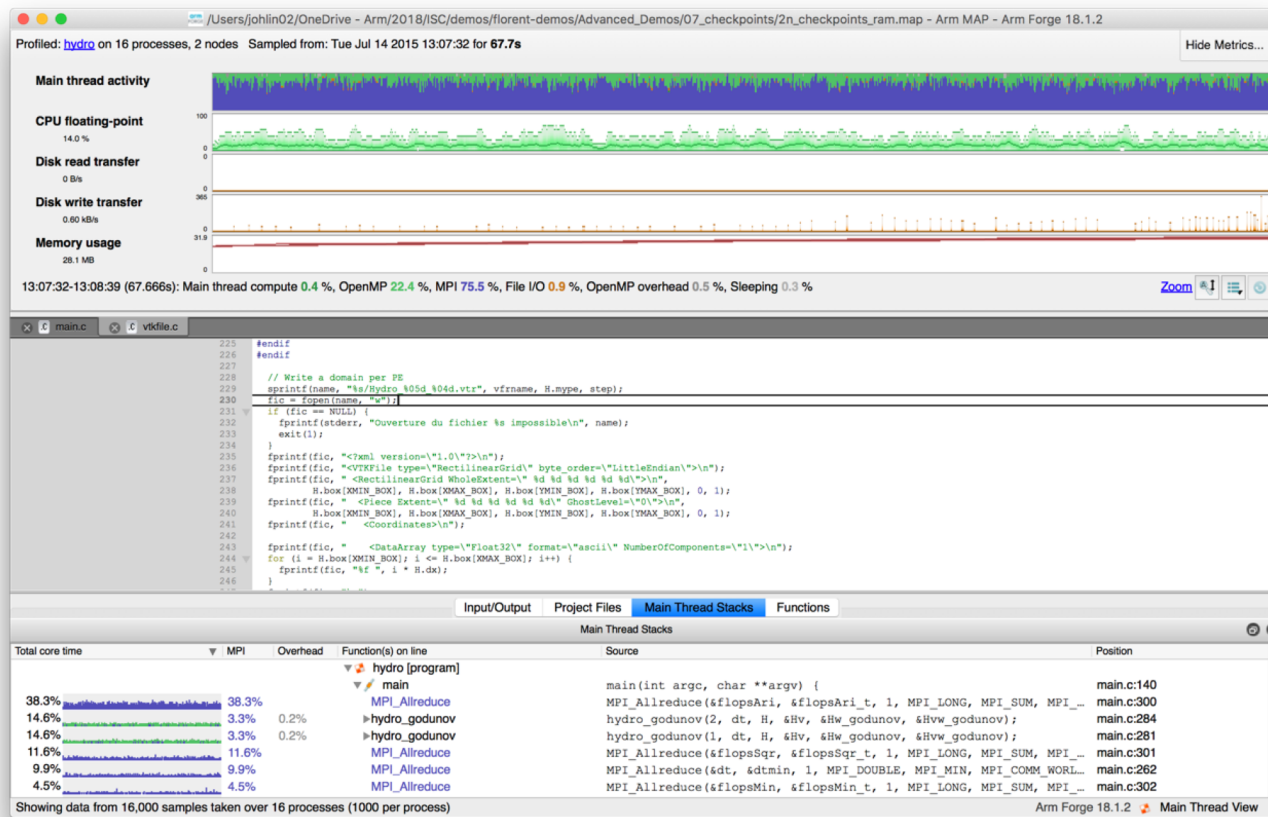 /Users/johlin02/OneDrive - Arm/2018/ISC/demos/florent-demos/Advanced_Demos/07_checkpoints/2n_checkpoints_ram.map - Arm MAP - Arm Forge 18.1.2
Profiled: hydro on 16 processes, 2 nodes Sampled from: Tue Jul 14 2015 13:07:32 for 67.7s
Hide Metrics...
Main thread activity
CPU floating-point
14.0 %
100
0
Disk read transfer
0 B/s
0
0
Disk write transfer
0.60 kB/s
365
0
Memory usage
28.1 MB
31.9
0
13:07:32-13:08:39 (67.666s): Main thread compute 0.4 %, OpenMP 22.4 %, MPI 75.5 %, File I/O 0.9 %, OpenMP overhead 0.5 %, Sleeping 0.3 %
Zoom
main.c vtkfile.c
225 #endif
226 #endif
227
228 // Write a domain per PE
229 sprintf(name, "%s/Hydro_%05d_%04d.vtr", vfrname, H.mype, step);
230 fic = fopen(name, "w");
231 if (fic == NULL) {
232 fprintf(stderr, "Ouverture du fichier %s impossible\n", name);
233 exit(1);
234 }
235 fprintf(fic, "<?xml version=\"1.0\"?>\n");
236 fprintf(fic, "<VTKFile type=\"RectilinearGrid\" byte_order=\"LittleEndian\">\n");
237 fprintf(fic, " <RectilinearGrid WholeExtent=\" %d %d %d %d %d %d\">\n",
238 H.box[XMIN_BOX], H.box[XMAX_BOX], H.box[YMIN_BOX], H.box[YMAX_BOX], 0, 1);
239 fprintf(fic, " <Piece Extent=\" %d %d %d %d %d %d\" GhostLevel=\"0\">\n",
240 H.box[XMIN_BOX], H.box[XMAX_BOX], H.box[YMIN_BOX], H.box[YMAX_BOX], 0, 1);
241 fprintf(fic, " <Coordinates>\n");
242
243 fprintf(fic, " <DataArray type=\"Float32\" format=\"ascii\" NumberOfComponents=\"1\">\n");
244 for (i = H.box[XMIN_BOX]; i <= H.box[XMAX_BOX]; i++) {
245 fprintf(fic, "%f ", i * H.dx);
246 }
Input/Output Project Files Main Thread Stacks Functions
Main Thread Stacks
Total core time MPI Overhead Function(s) on line Source Position
hydro [program]
main main(int argc, char **argv) { main.c:140
38.3% 38.3% MPI_Allreduce MPI_Allreduce(&flopsAri, &flopsAri_t, 1, MPI_LONG, MPI_SUM, MPI_... main.c:300
14.6% 3.3% 0.2% hydro_godunov hydro_godunov(2, dt, H, &Hv, &Hw_godunov, &Hvw_godunov); main.c:284
14.6% 3.3% 0.2% hydro_godunov hydro_godunov(1, dt, H, &Hv, &Hw_godunov, &Hvw_godunov); main.c:281
11.6% 11.6% MPI_Allreduce MPI_Allreduce(&flopsSqr, &flopsSqr_t, 1, MPI_LONG, MPI_SUM, MPI_... main.c:301
9.9% 9.9% MPI_Allreduce MPI_Allreduce(&dt, &dtmin, 1, MPI_DOUBLE, MPI_MIN, MPI_COMM_WORL... main.c:262
4.5% 4.5% MPI_Allreduce MPI_Allreduce(&flopsMin, &flopsMin_t, 1, MPI_LONG, MPI_SUM, MPI_... main.c:302
Showing data from 16,000 samples taken over 16 processes (1000 per process)
Arm Forge 18.1.2 Main Thread View